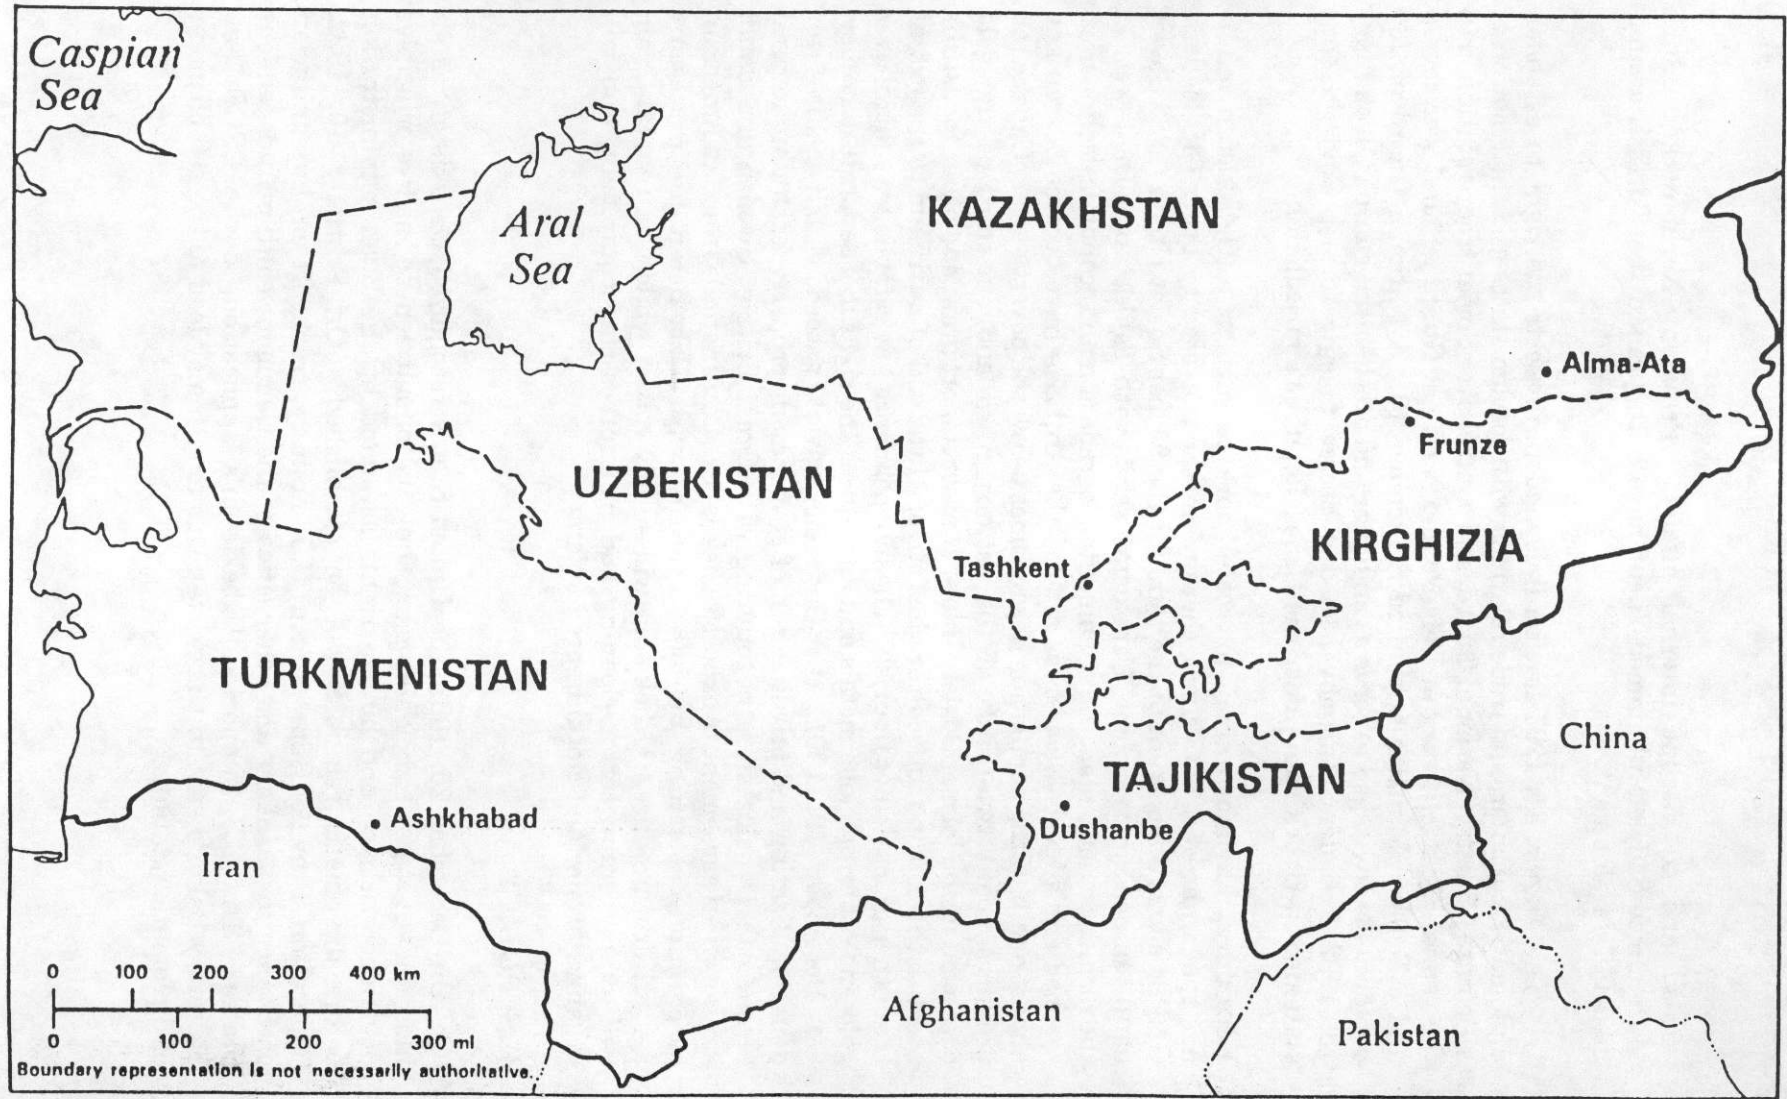 Caspian
Sea
Aral
Sea
KAZAKHSTAN
Alma-Ata
Frunze
UZBEKISTAN
KIRGHIZIA
Tashkent
TURKMENISTAN
China
TAJIKISTAN
Ashkhabad
Dushanbe
Iran
Afghanistan
Pakistan
0 100 200 300 400 km
0 100 200 300 ml
Boundary representation is not necessarily authoritative.